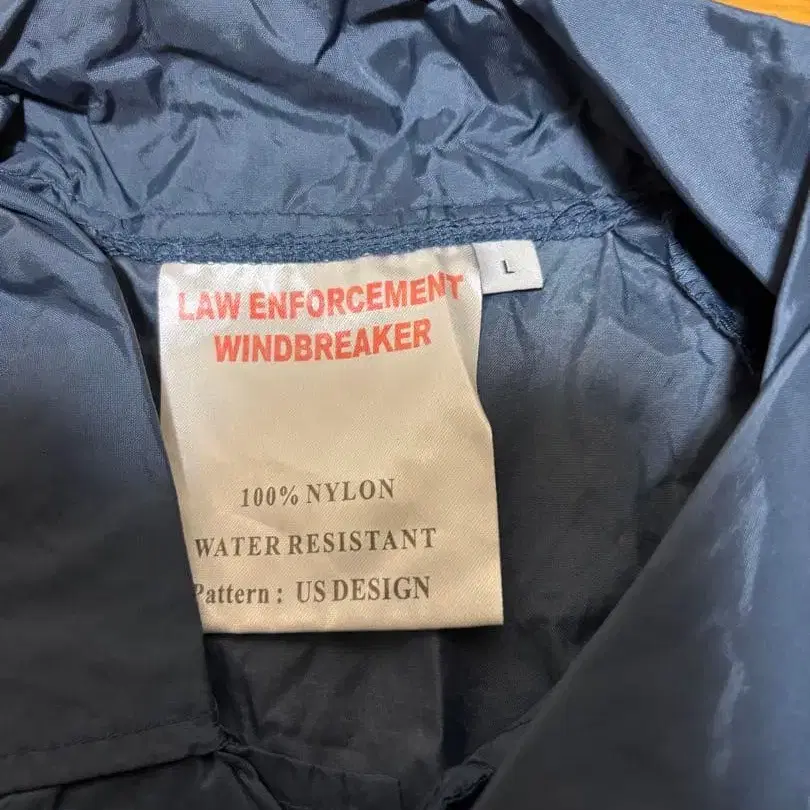 L
LAW ENFORCEMENT
WINDBREAKER
100% NYLON
WATER RESISTANT
Pattern : US DESIGN